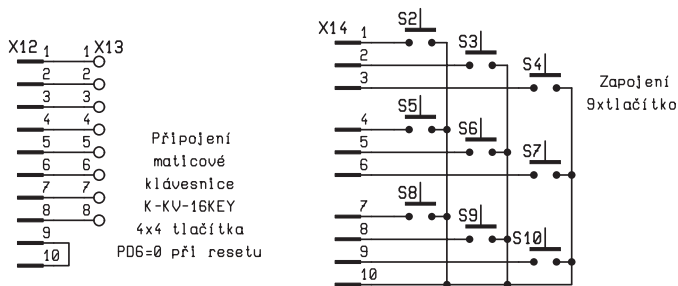 X12 1 1 X13
2 2
3 3
4 4
5 5
6 6
7 7
8 8
9
10
Připojení
maticové
klávesnice
K-KV-16KEY
4x4 tlačítka
PD6=0 při resetu
X14 1 S2
2 S3
3 S4
4 S5
5 S6
6 S7
7 S8
8 S9
9 S10
10
Zapojení
9xtlačítko